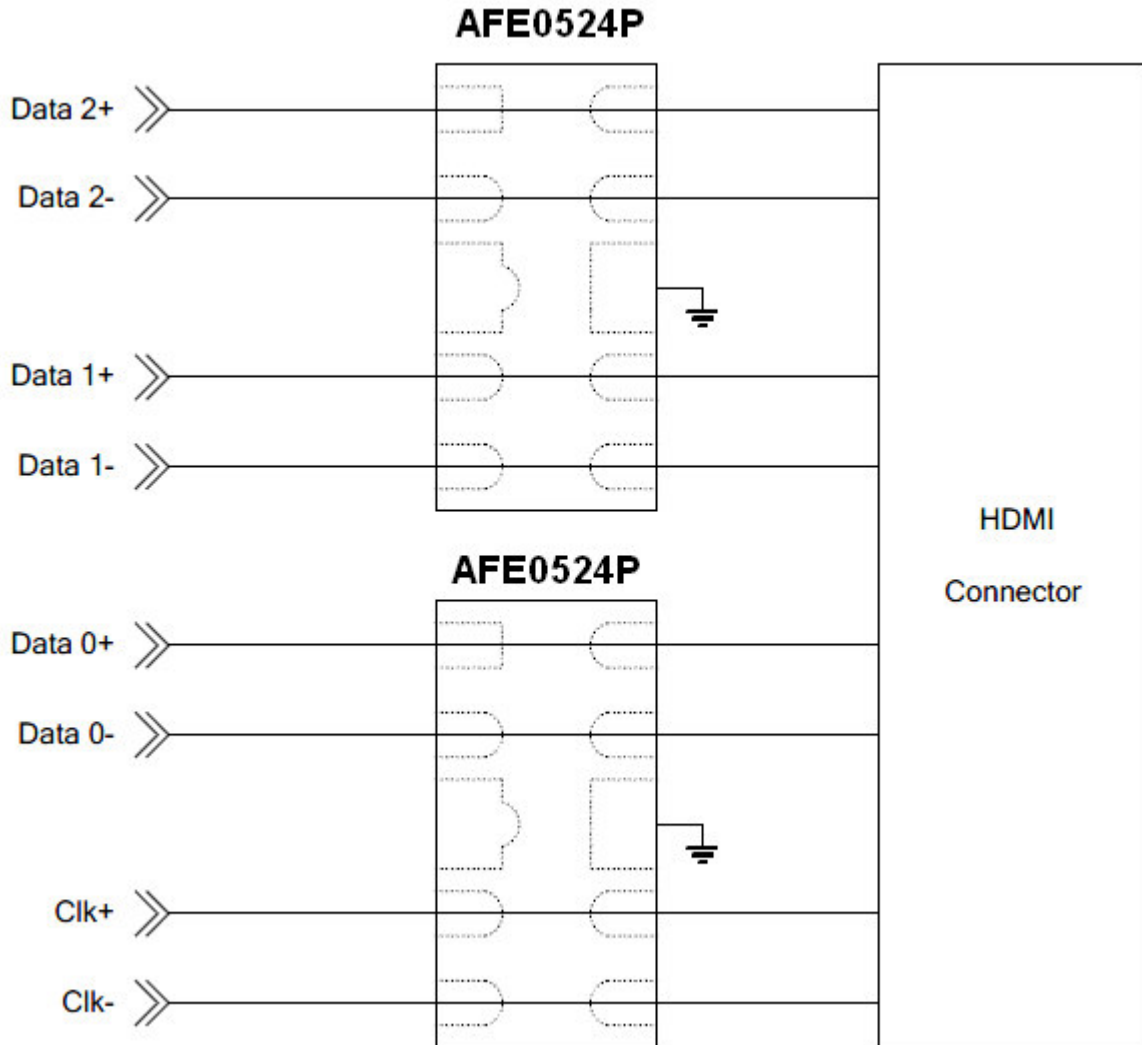 AFE0524P
Data 2+
Data 2-
Data 1+
Data 1-
HDMI
Connector
AFE0524P
Data 0+
Data 0-
Clk+
Clk-